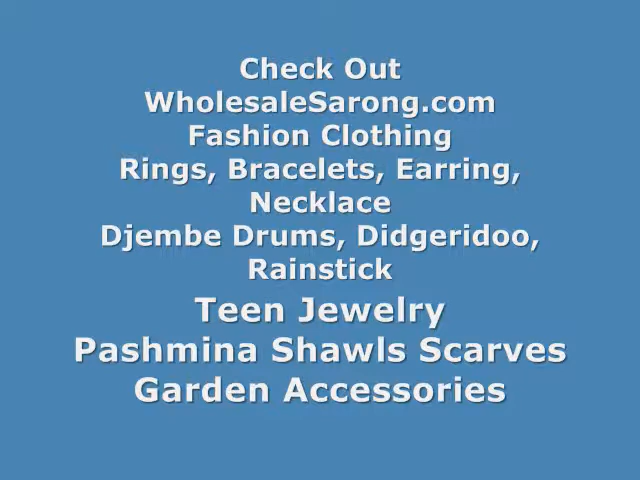 Check Out
WholesaleSarong.com
Fashion Clothing
Rings, Bracelets, Earring,
Necklace
Djembe Drums, Didgeridoo,
Rainstick
Teen Jewelry
Pashmina Shawls Scarves
Garden Accessories